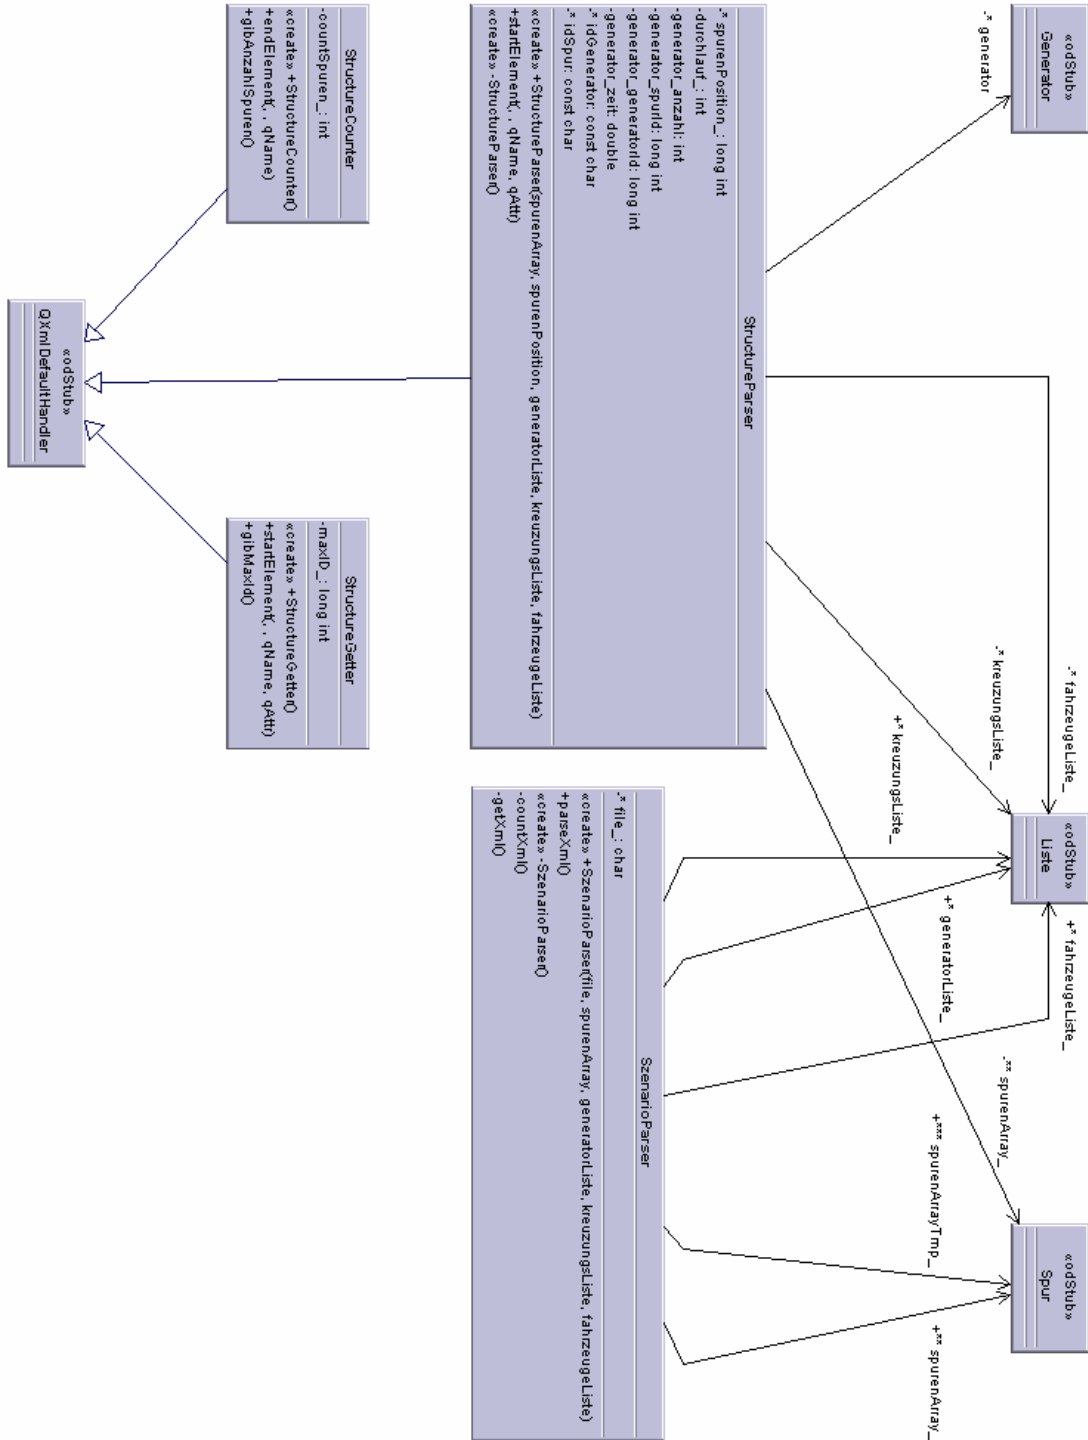 «odStub»
Generator
-* generator
«odStub»
Liste
-* fahrzeugeListe_
-* kreuzungsListe_
+* kreuzungsListe_
+* generatorListe_
+* fahrzeugeListe_
«odStub»
Spur
-** spurenArray_
+*** spurenArrayTmp_
+** spurenArray_
StructureParser
-* spurenPosition_: long int
-durchlauf_: int
-generator_anzahl: int
-generator_spurId: long int
-generator_generatorId: long int
-generator_zeit: double
-* idGenerator: const char
-* idSpur: const char
«create» +StructureParser(spurenArray, spurenPosition, generatorListe, kreuzungsListe, fahrzeugeListe)
+startElement(, , qName, qAttr)
«create» -StructureParser()
SzenarioParser
-* file_: char
«create» +SzenarioParser(file, spurenArray, generatorListe, kreuzungsListe, fahrzeugeListe)
+parseXml()
«create» -SzenarioParser()
-countXml()
-getXml()
StructureCounter
-countSpuren_: int
«create» +StructureCounter()
+endElement(, , qName)
+gibAnzahlSpuren()
StructureGetter
-maxID_: long int
«create» +StructureGetter()
+startElement(, , qName, qAttr)
+gibMaxId()
«odStub»
QXmlDefaultHandler